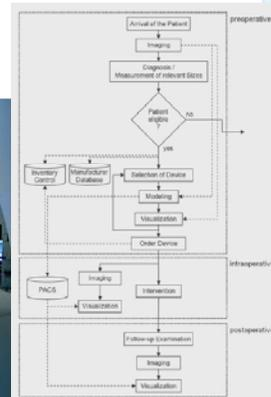 preoperative
Arrival of the Patient
Imaging
Diagnosis /
Measurement of relevant Sizes
Patient
eligible
?
No
yes
Inventory
Control
Manufacturer
Database
Selection of Device
Modeling
Visualization
Order Device
intraoperative
Imaging
PACS
Intervention
Visualization
postoperative
Follow-up Examination
Imaging
Visualization